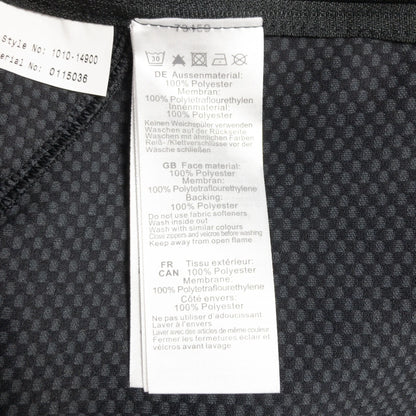 Style No: 1010-14900
erial No: O115036
30
DE Aussenmaterial:
100% Polyester
Membran:
100% Polytetraflourethylen
Innenmaterial:
100% Polyester
Keinen Weichspüler verwenden
Waschen auf der Rückseite
Waschen mit ähnlichen Farben
Reiß- /Klettverschlüsse vor der
Wäsche schließen
GB Face material:
100% Polyester
Membran:
100% Polytetraflourethylene
Backing:
100% Polyester
Do not use fabric softeners.
Wash inside out
Wash with similar colours
Close zippers and velcros before washing
Keep away from open flame
FR Tissu extérieur:
CAN 100% Polyester
Membrane:
100% Polytetraflourethylene
Côté envers:
100% Polyester
Ne pas utiliser d'adourcissant
Laver à l'envers
Laver avec des articles de même couleur.
Fermer les fermetures éclair et
velcros avant lavage.